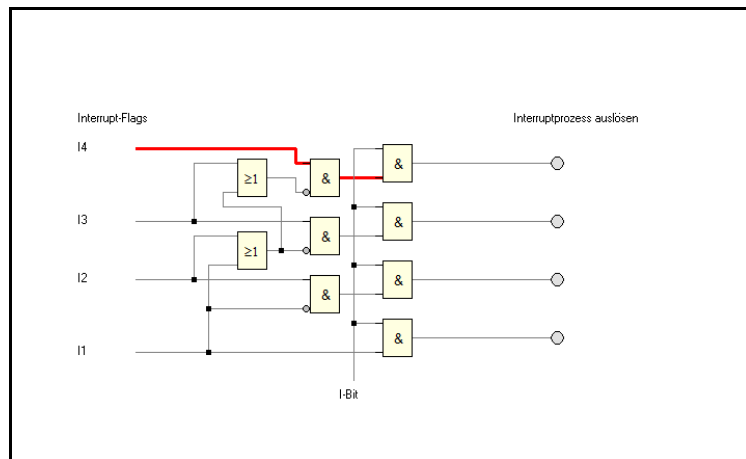 Interrupt-Flags
Interruptprozess auslösen
I4
&
≥1
&
I3
&
&
≥1
I2
&
&
&
I1
I-Bit